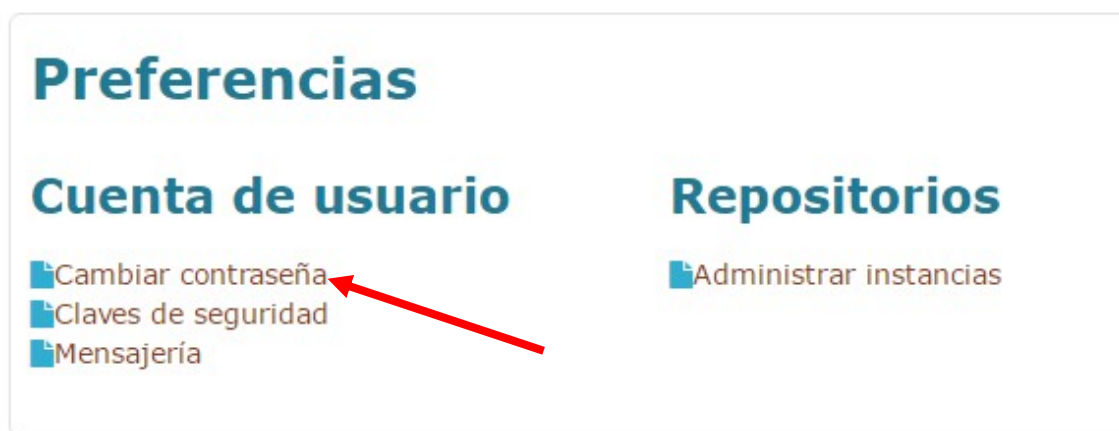 Preferencias
Cuenta de usuario
Cambiar contraseña
Claves de seguridad
Mensajería
Repositorios
Administrar instancias